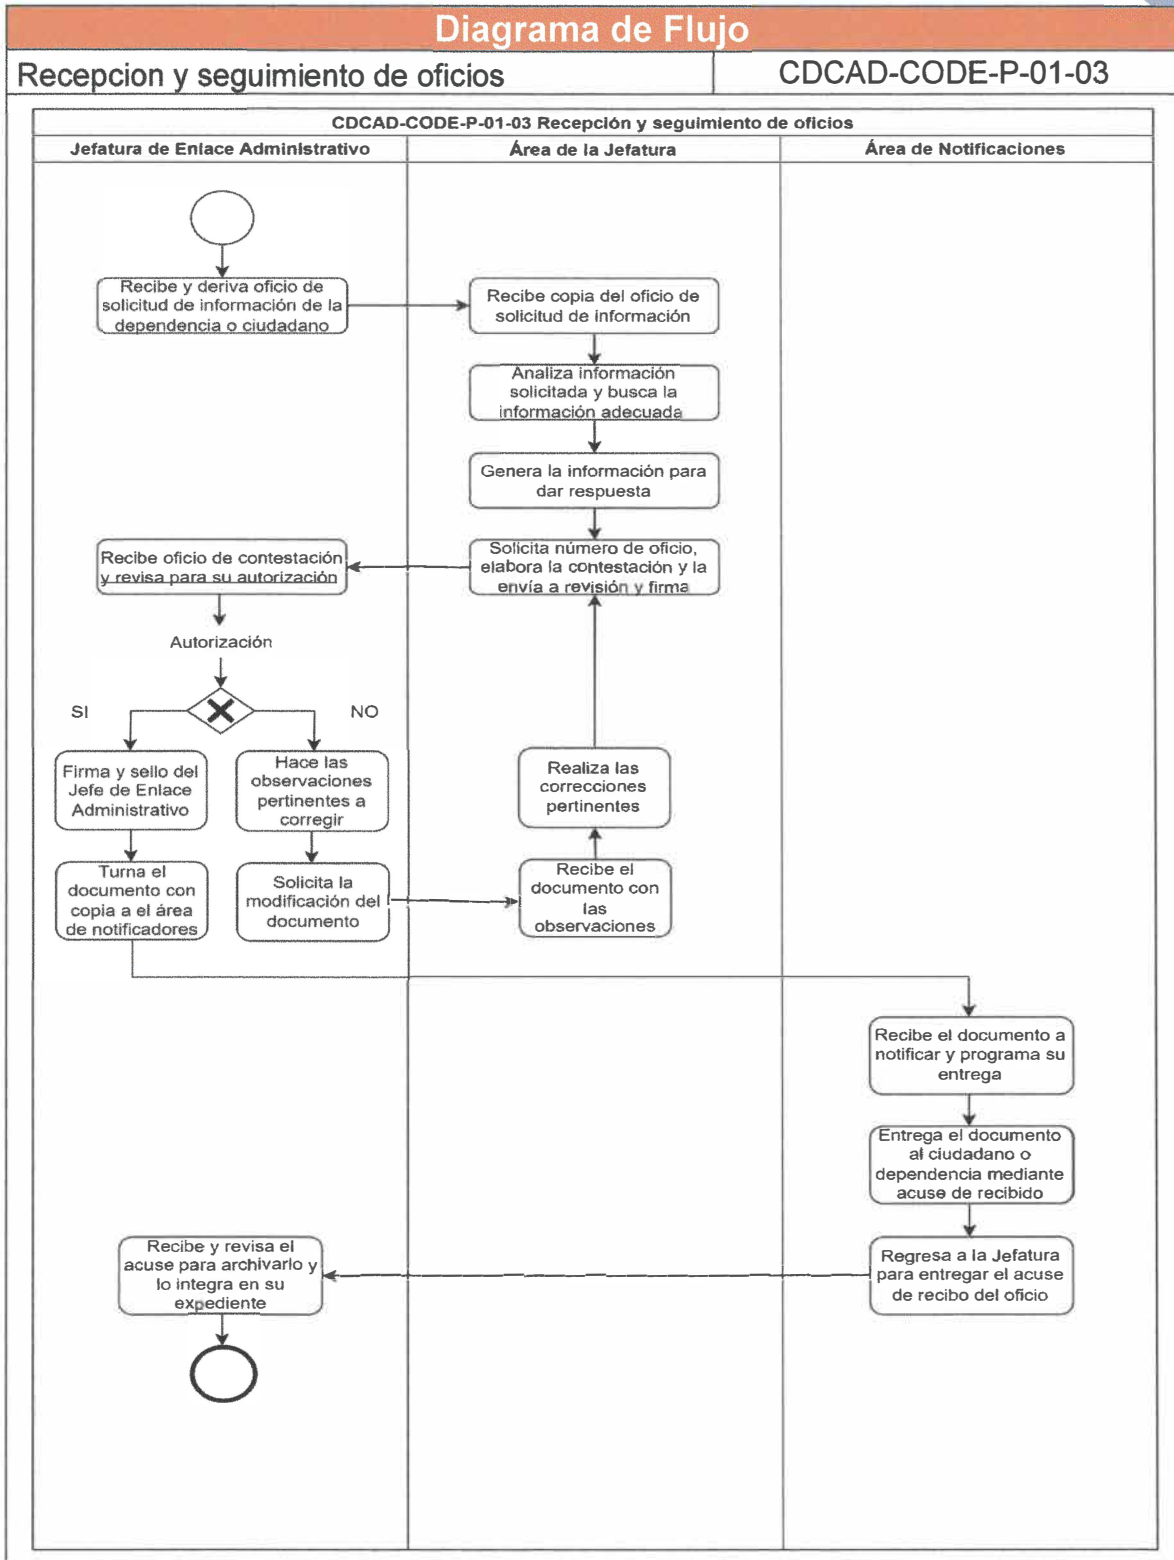 Diagrama de Flujo
Recepcion y seguimiento de oficios
CDCAD-CODE-P-01-03
CDCAD-CODE-P-01-03 Recepción y seguimiento de oficios
Jefatura de Enlace Administrativo
Área de la Jefatura
Área de Notificaciones
Recibe y deriva oficio de
solicitud de información de la
dependencia o ciudadano
Recibe copia del oficio de
solicitud de información
Analiza información
solicitada y busca la
información adecuada
Genera la información para
dar respuesta
Solicita número de oficio,
elabora la contestación y la
envía a revisión y firma
Recibe oficio de contestación
y revisa para su autorización
Autorización
SI
NO
Firma y sello del
Jefe de Enlace
Administrativo
Hace las
observaciones
pertinentes a
corregir
Turna el
documento con
copia a el área
de notificadores
Solicita la
modificación del
documento
Recibe el
documento con
las
observaciones
Realiza las
correcciones
pertinentes
Recibe el documento a
notificar y programa su
entrega
Entrega el documento
al ciudadano o
dependencia mediante
acuse de recibido
Regresa a la Jefatura
para entregar el acuse
de recibo del oficio
Recibe y revisa el
acuse para archivarlo y
lo integra en su
expediente